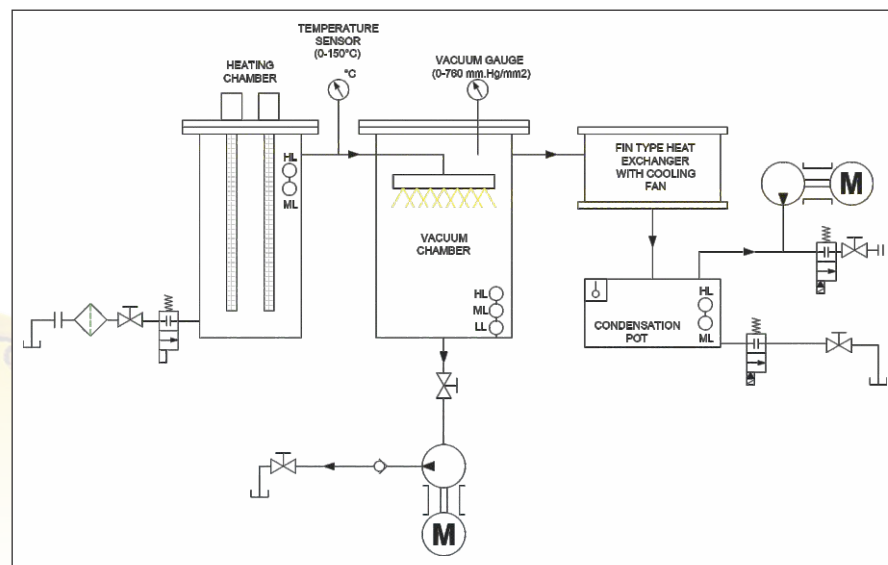 TEMPERATURE
SENSOR
(0-150°C)
°C
HEATING
CHAMBER
HL
ML
VACUUM GAUGE
(0-760 mm.Hg/mm2)
VACUUM
CHAMBER
HL
ML
LL
FIN TYPE HEAT
EXCHANGER
WITH COOLING
FAN
M
CONDENSATION
POT
HL
ML
M